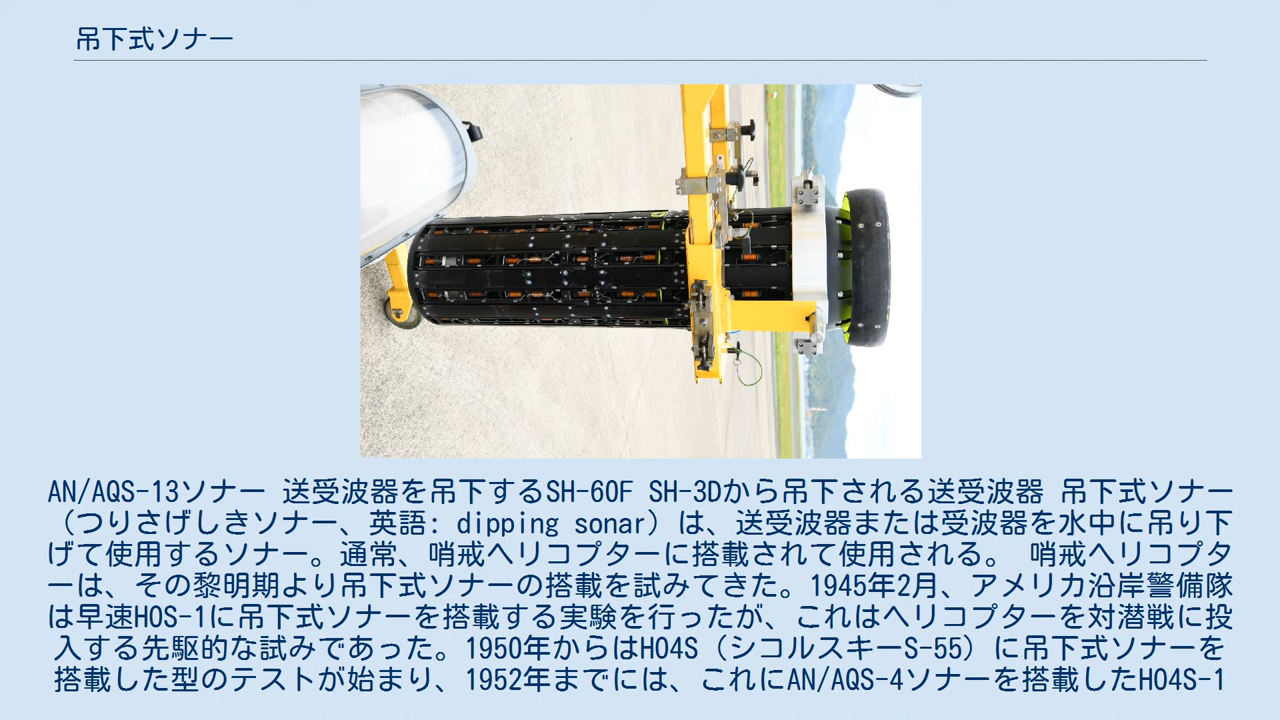 吊下式ソナー
AN/AQS-13ソナー 送受波器を吊下するSH-60F SH-3Dから吊下される送受波器 吊下式ソナー
（つりさげしきソナー、英語: dipping sonar）は、送受波器または受波器を水中に吊り下
げて使用するソナー。通常、哨戒ヘリコプターに搭載されて使用される。 哨戒ヘリコプタ
ーは、その黎明期より吊下式ソナーの搭載を試みてきた。1945年2月、アメリカ沿岸警備隊
は早速HOS-1に吊下式ソナーを搭載する実験を行ったが、これはヘリコプターを対潜戦に投
入する先駆的な試みであった。1950年からはHO4S（シコルスキーS-55）に吊下式ソナーを
搭載した型のテストが始まり、1952年までには、これにAN/AQS-4ソナーを搭載したHO4S-1